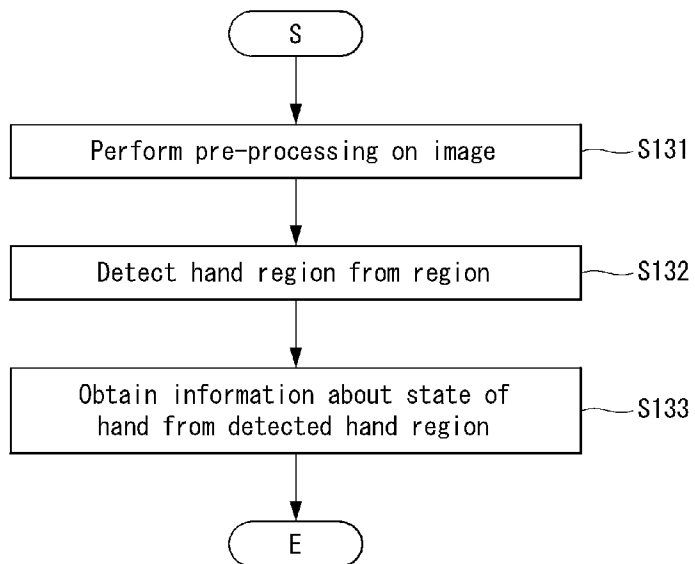 S
Perform pre-processing on image
S131
Detect hand region from region
S132
Obtain information about state of
hand from detected hand region
S133
E